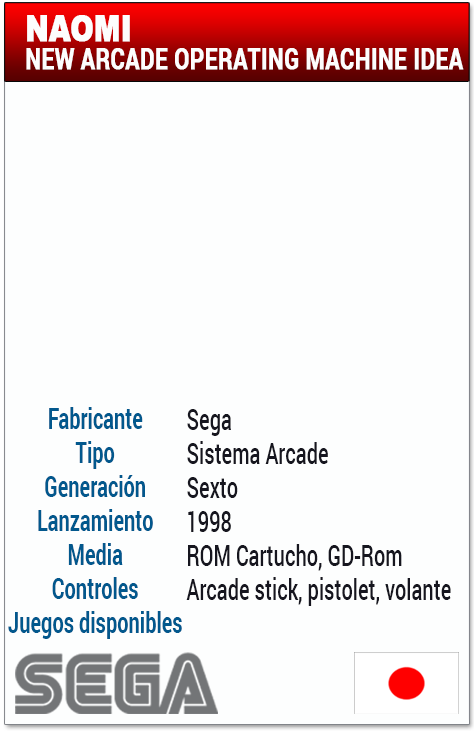 NAOMI
NEW ARCADE OPERATING MACHINE IDEA
Fabricante Sega
Tipo Sistema Arcade
Generación Sexto
Lanzamiento 1998
Media ROM Cartucho, GD-Rom
Controles Arcade stick, pistolet, volante
Juegos disponibles
SEGA